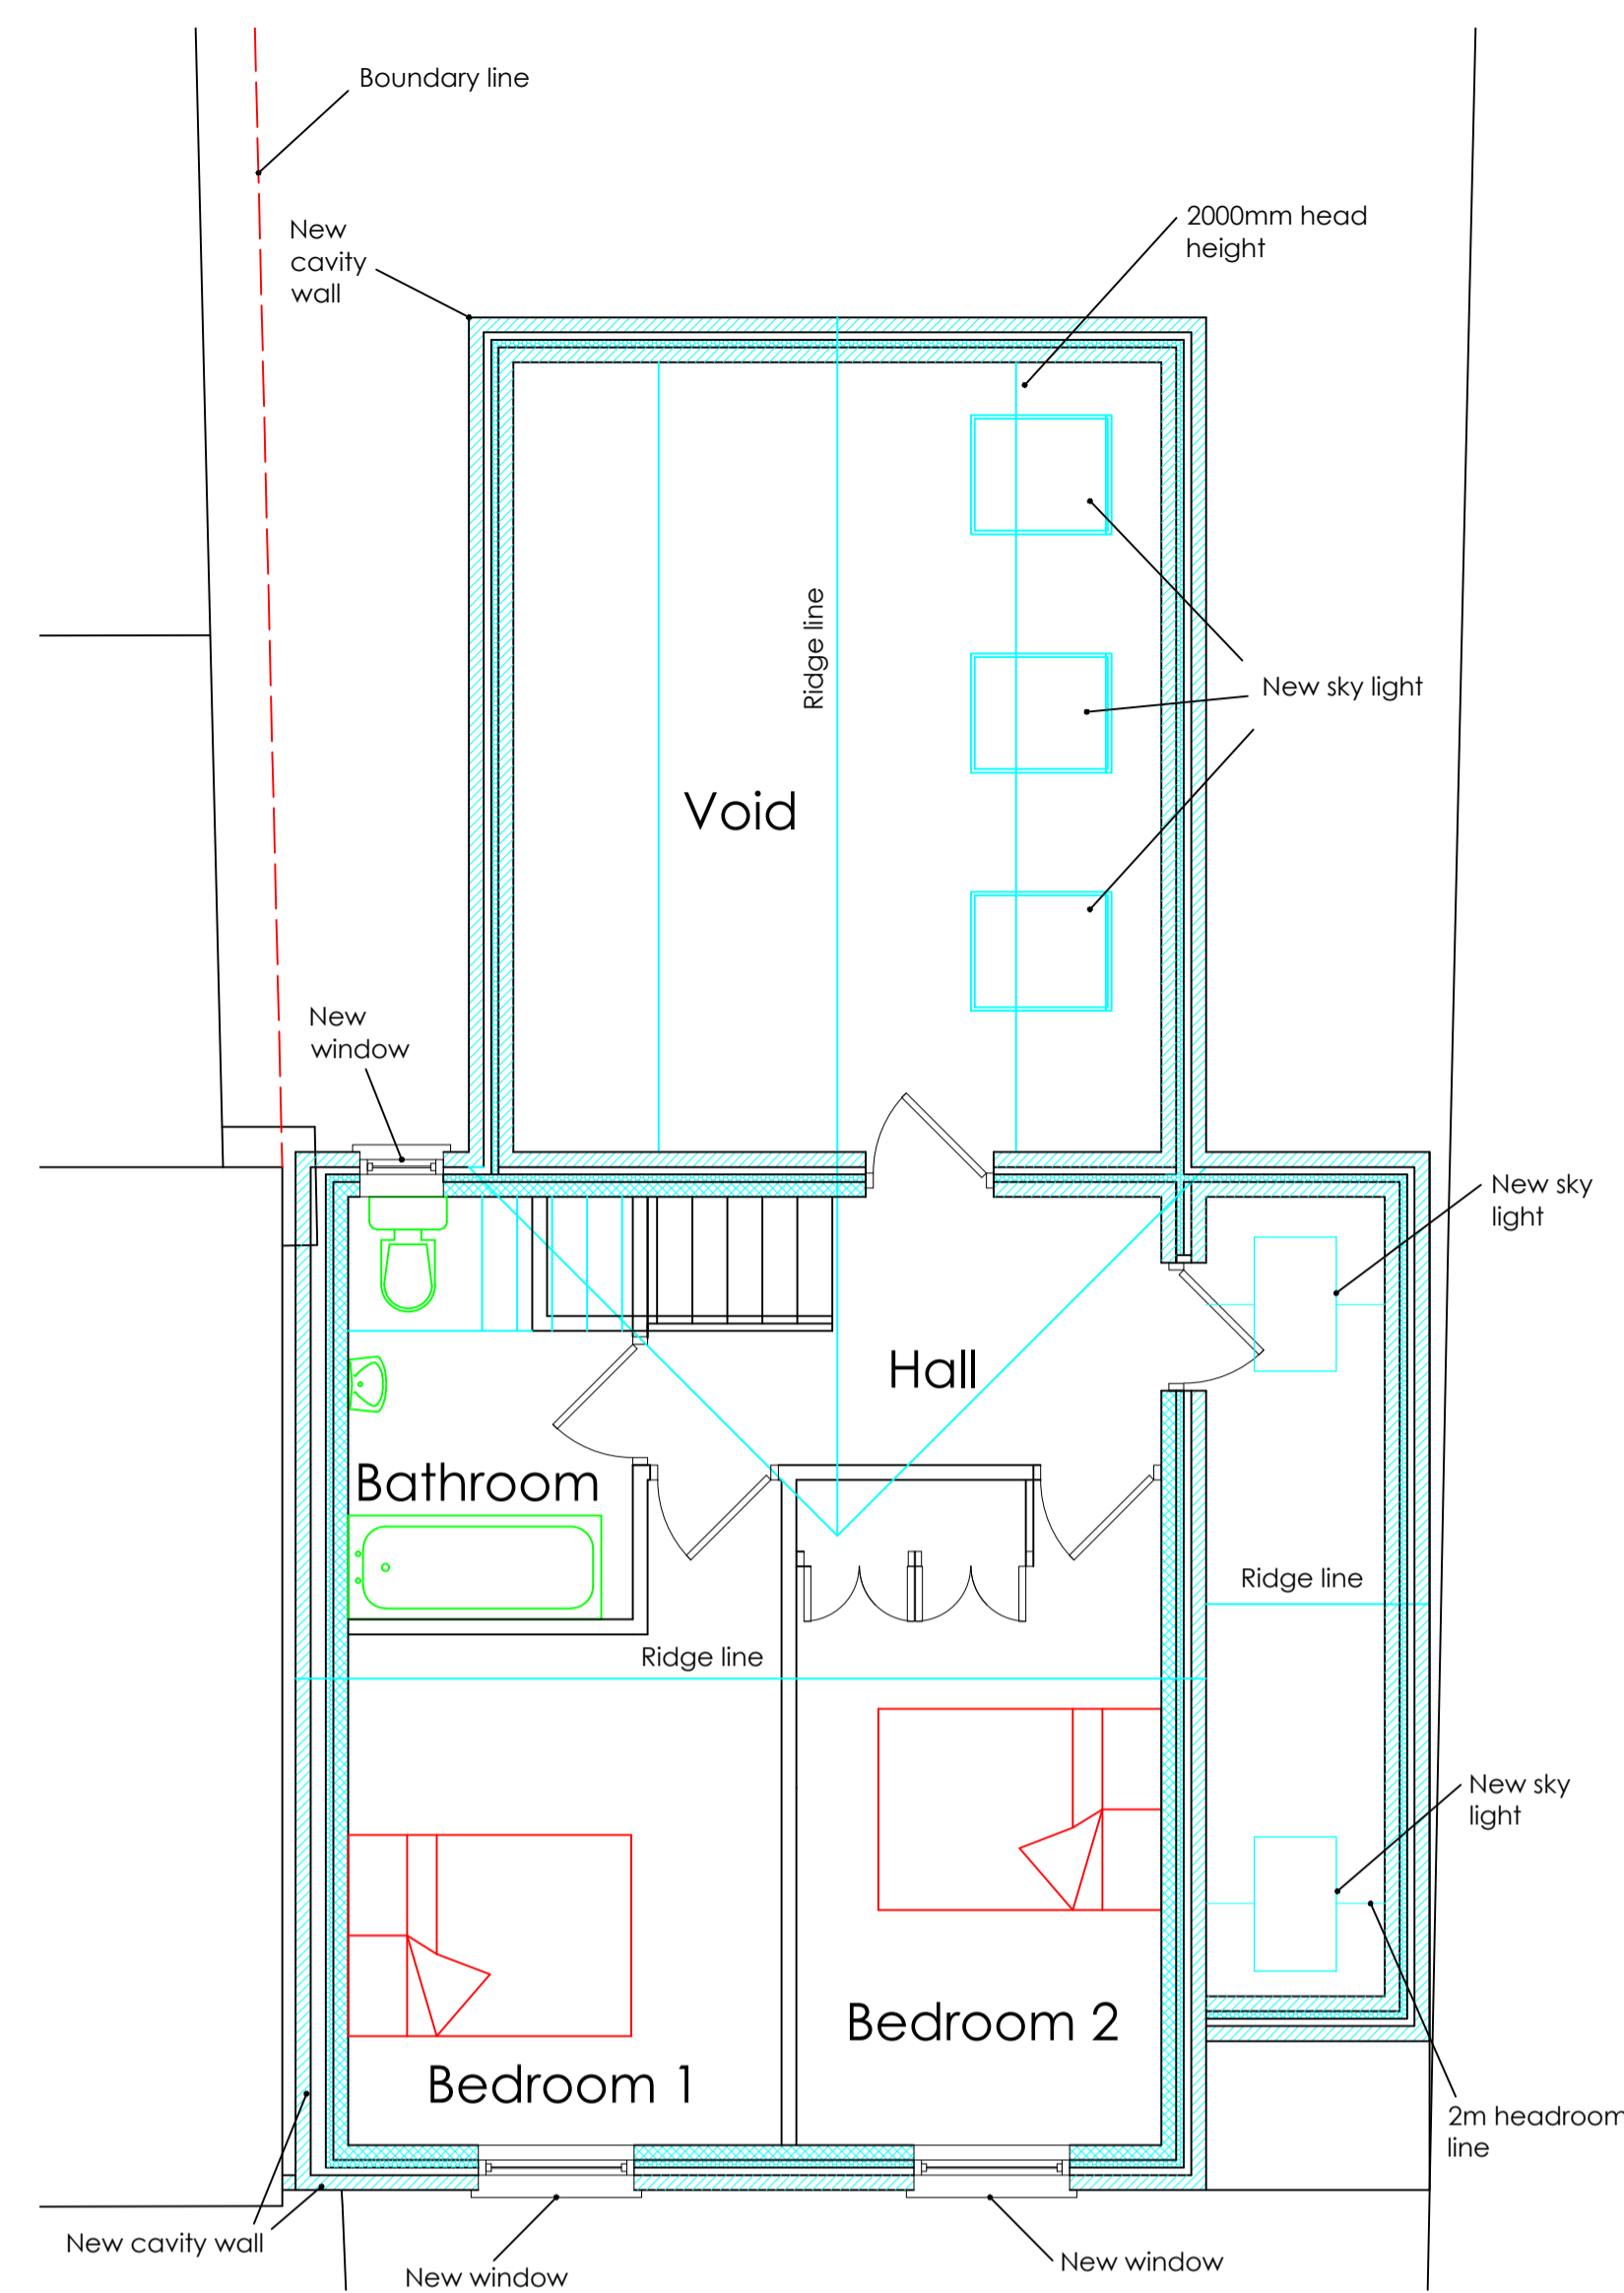 Boundary line
2000mm head
height
New
cavity
wall
Ridge line
New sky light
Void
New
window
New sky
light
Hall
Bathroom
Ridge line
Ridge line
New sky
light
Bedroom 2
Bedroom 1
2m headroom
line
New cavity wall
New window
New window